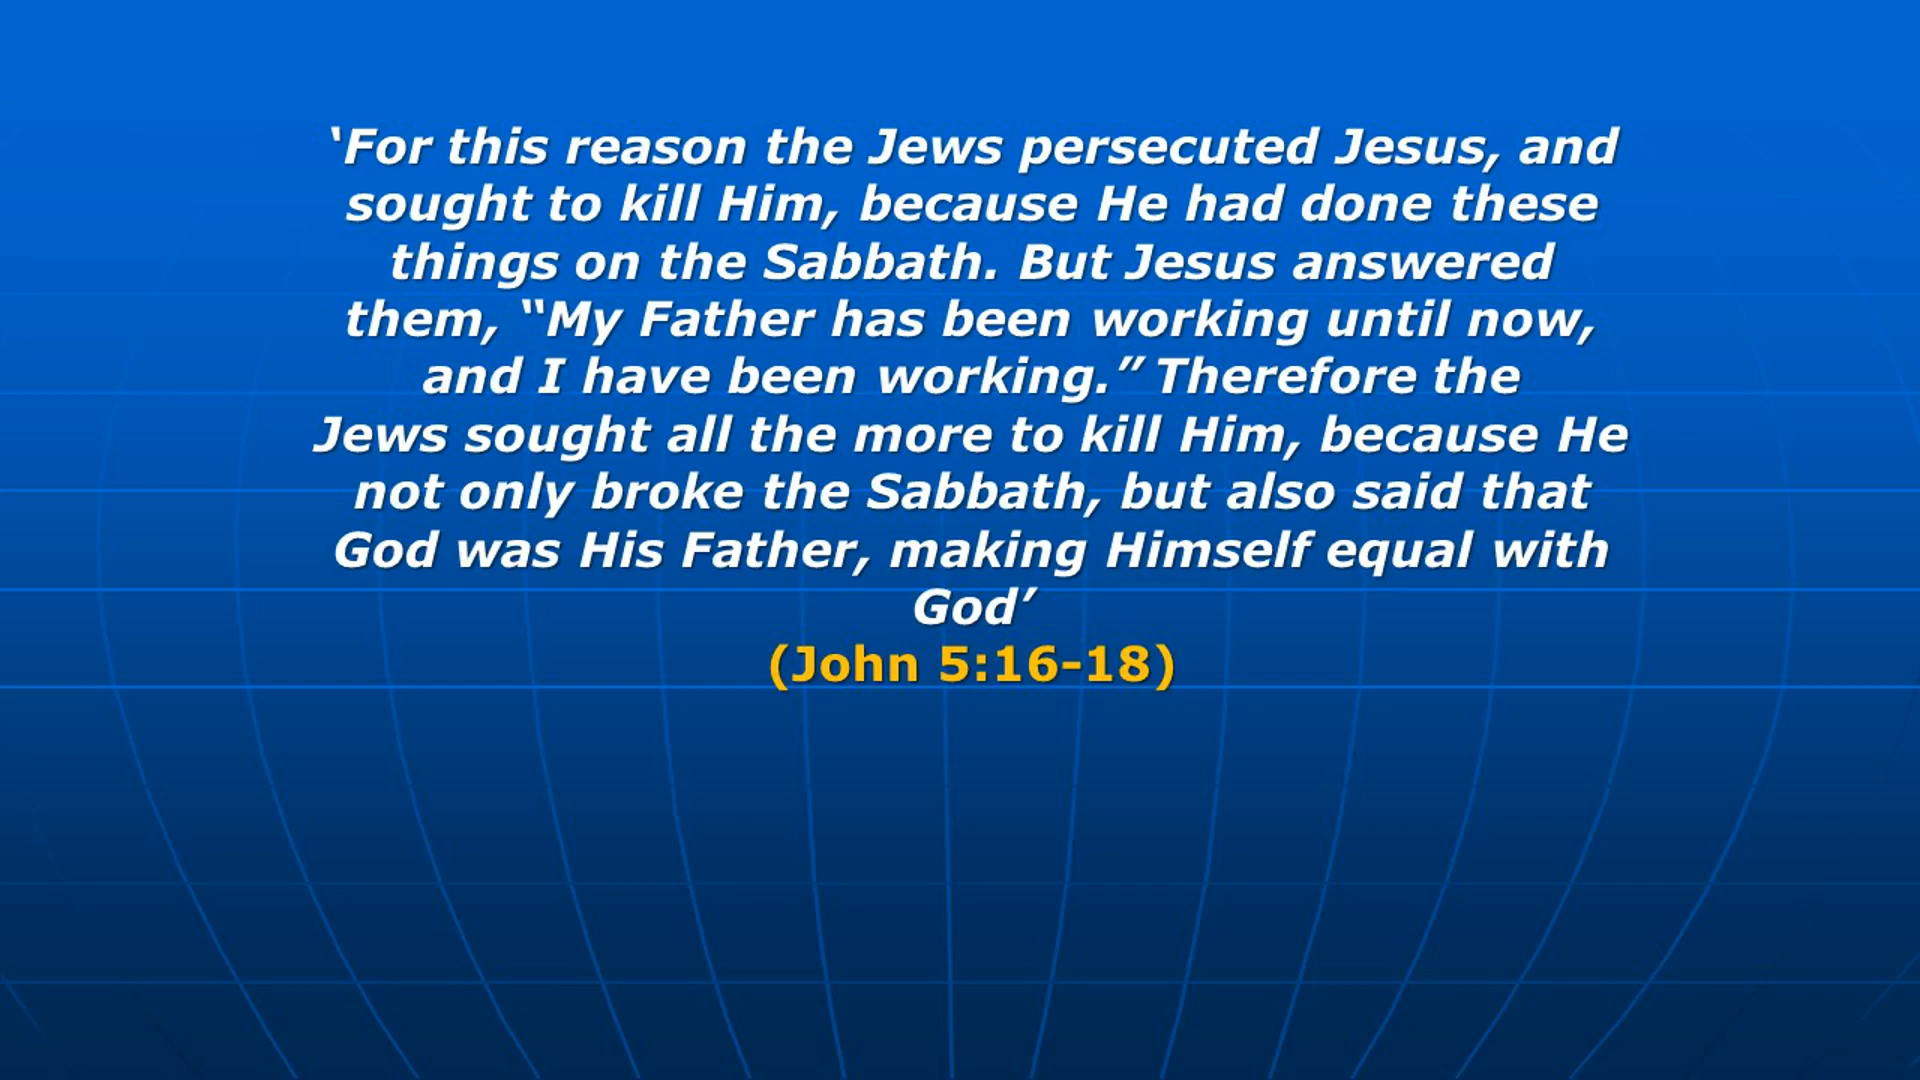 ‘For this reason the Jews persecuted Jesus, and
sought to kill Him, because He had done these
things on the Sabbath. But Jesus answered
them, “My Father has been working until now,
and I have been working.” Therefore the
Jews sought all the more to kill Him, because He
not only broke the Sabbath, but also said that
God was His Father, making Himself equal with
God’
(John 5:16-18)